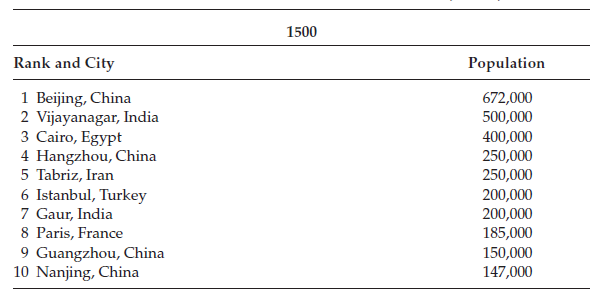 1500
Rank and City Population
1 Beijing, China 672,000
2 Vijayanagar, India 500,000
3 Cairo, Egypt 400,000
4 Hangzhou, China 250,000
5 Tabriz, Iran 250,000
6 Istanbul, Turkey 200,000
7 Gaur, India 200,000
8 Paris, France 185,000
9 Guangzhou, China 150,000
10 Nanjing, China 147,000